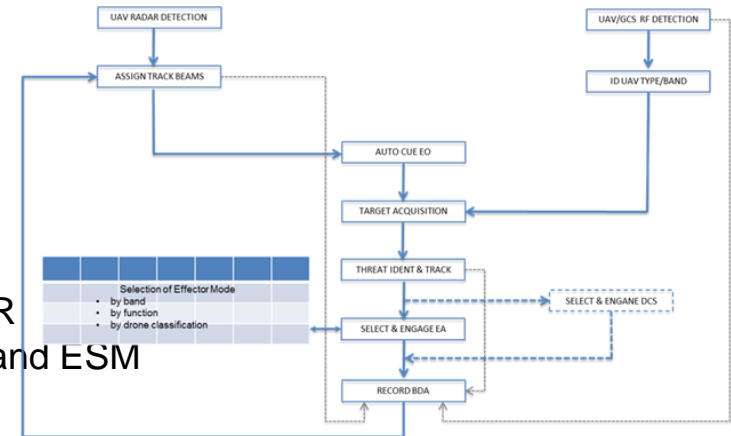 UAV RADAR DETECTION
UAV/GCS RF DETECTION
ASSIGN TRACK BEAMS
ID UAV TYPE/BAND
AUTO CUE EO
TARGET ACQUISITION
THREAT IDENT & TRACK
Selection of Effector Mode
• by band
• by function
• by drone classification
SELECT & ENGANE DCS
R
SELECT & ENGAGE EA
and ESM
RECORD BDA